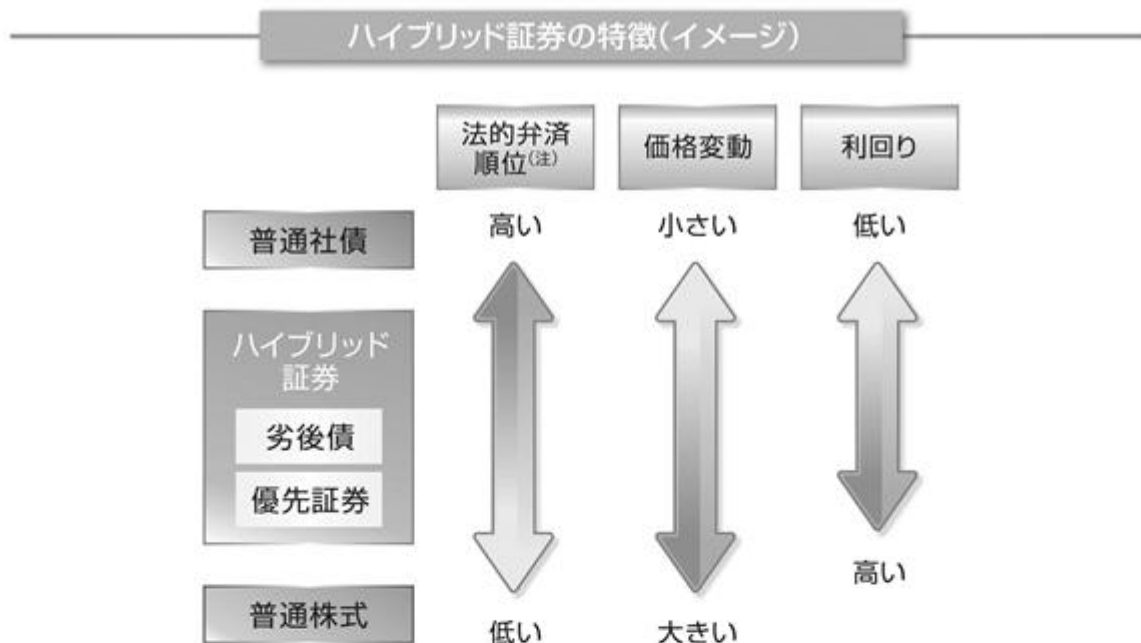 ハイブリッド証券の特徴(イメージ)
法的弁済
順位(注)
価格変動
利回り
普通社債
高い
小さい
低い
ハイブリッド
証券
劣後債
優先証券
高い
普通株式
低い
大きい